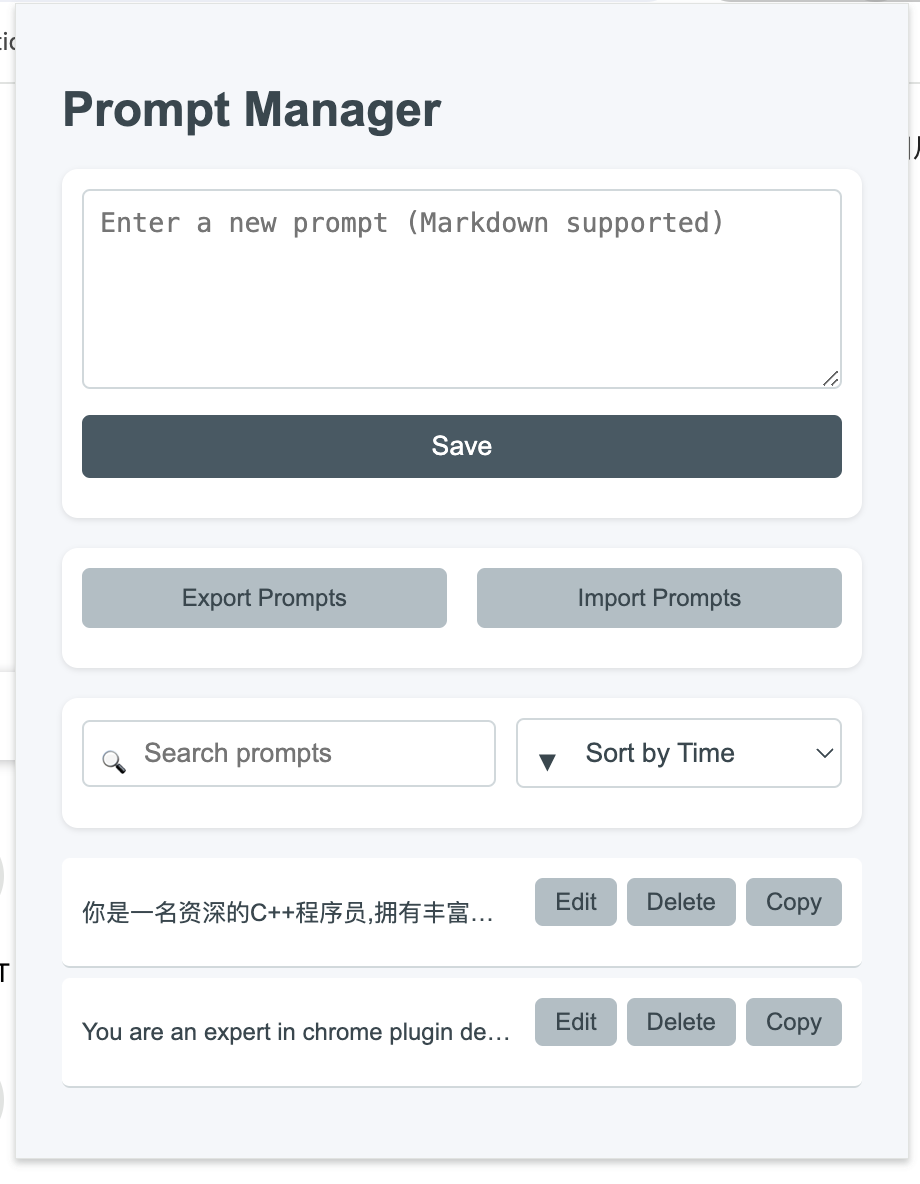 Prompt Manager
Enter a new prompt (Markdown supported)
Save
Export Prompts Import Prompts
Search prompts Sort by Time
你是一名资深的C++程序员,拥有丰富... Edit Delete Copy
You are an expert in chrome plugin de... Edit Delete Copy